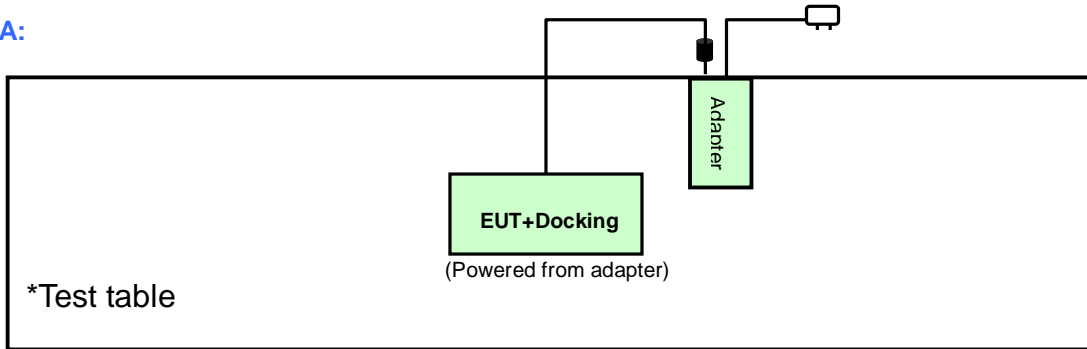 A:
Adapter
EUT+Docking
(Powered from adapter)
*Test table